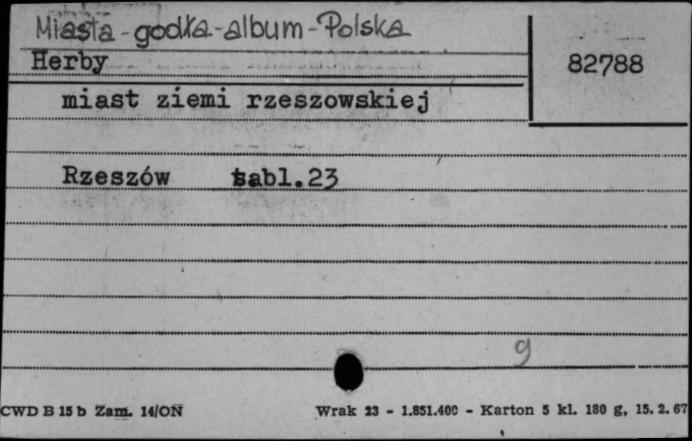 Miasta-godła-album-Polska
Herby
82788
miast ziemi rzeszowskiej
Rzeszów tabl.23
9
CWD B 15 b Zam. 14/ON Wrak 23 - 1.851.400 - Karton 5 kl. 180 g, 15. 2. 67